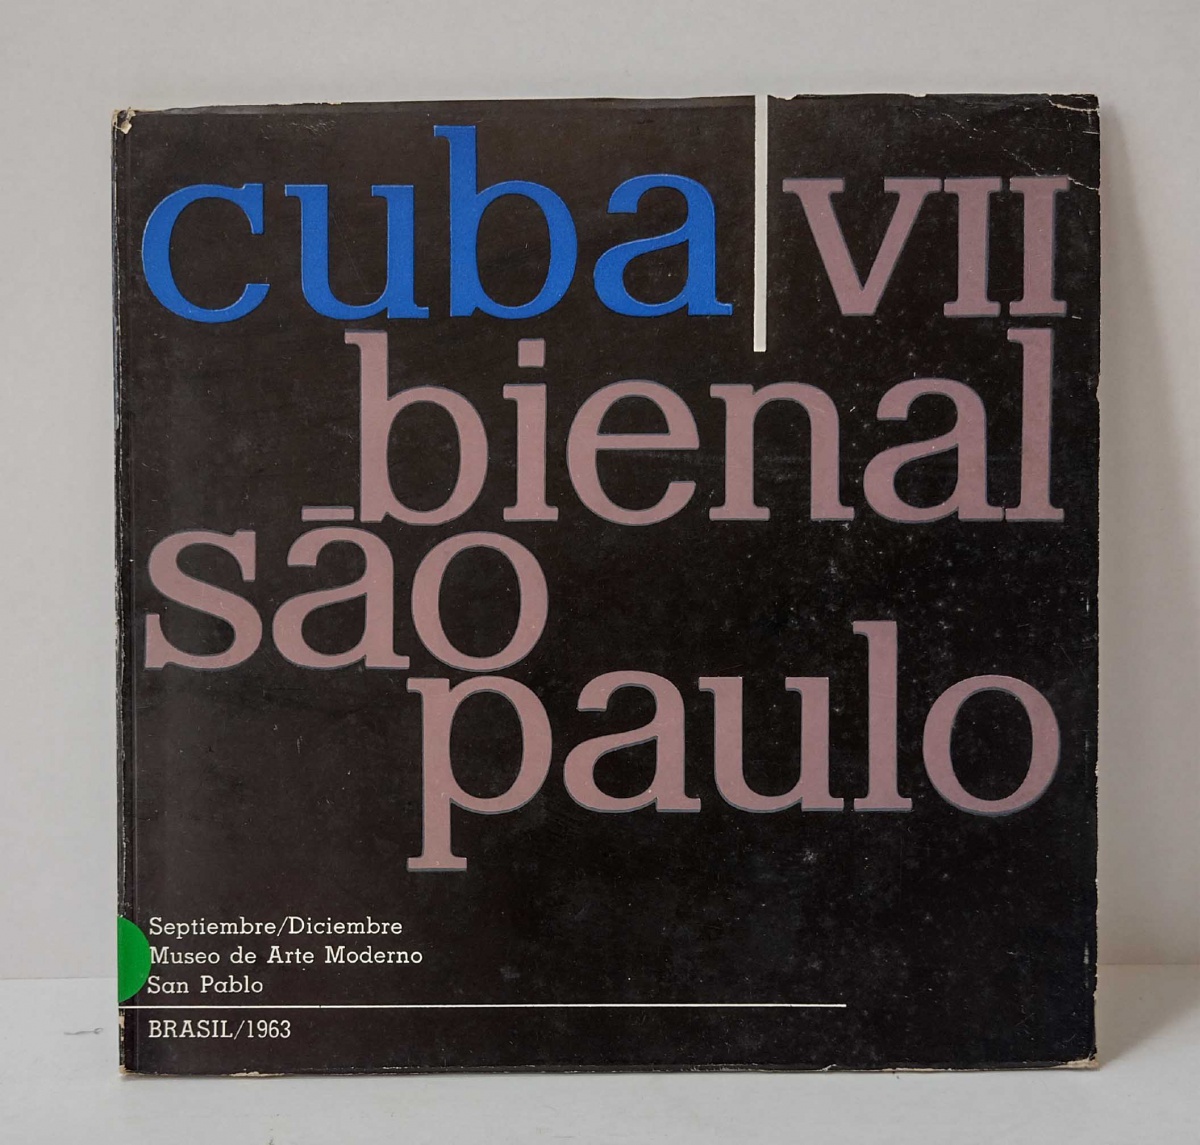 cuba VII
bienal
são
paulo
Septiembre/Diciembre
Museo de Arte Moderno
San Pablo
BRASIL/1963